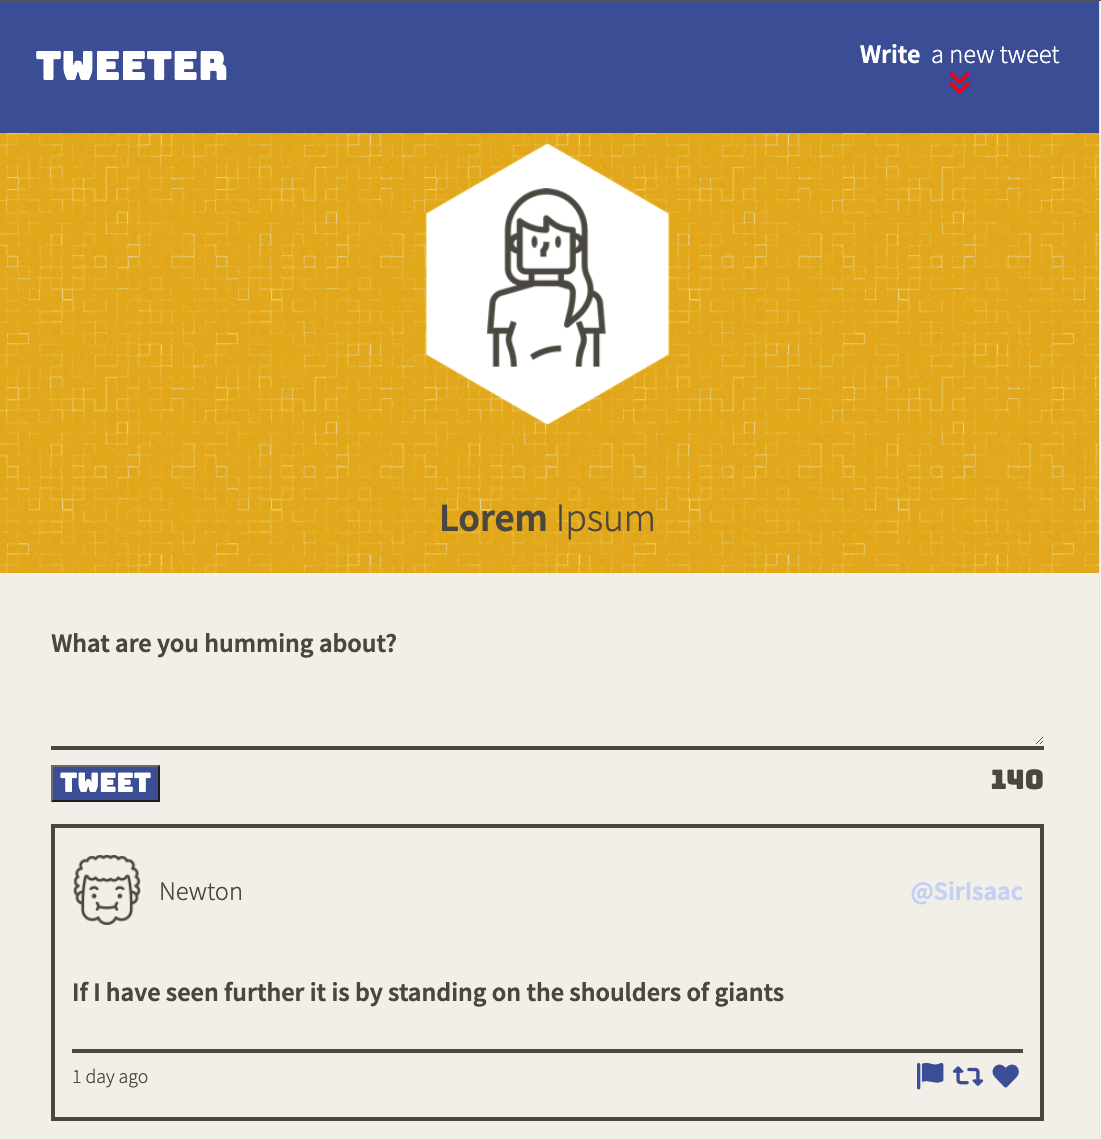 TWEETER
Write a new tweet
Lorem Ipsum
What are you humming about?
TWEET
140
Newton
@SirIsaac
If I have seen further it is by standing on the shoulders of giants
1 day ago